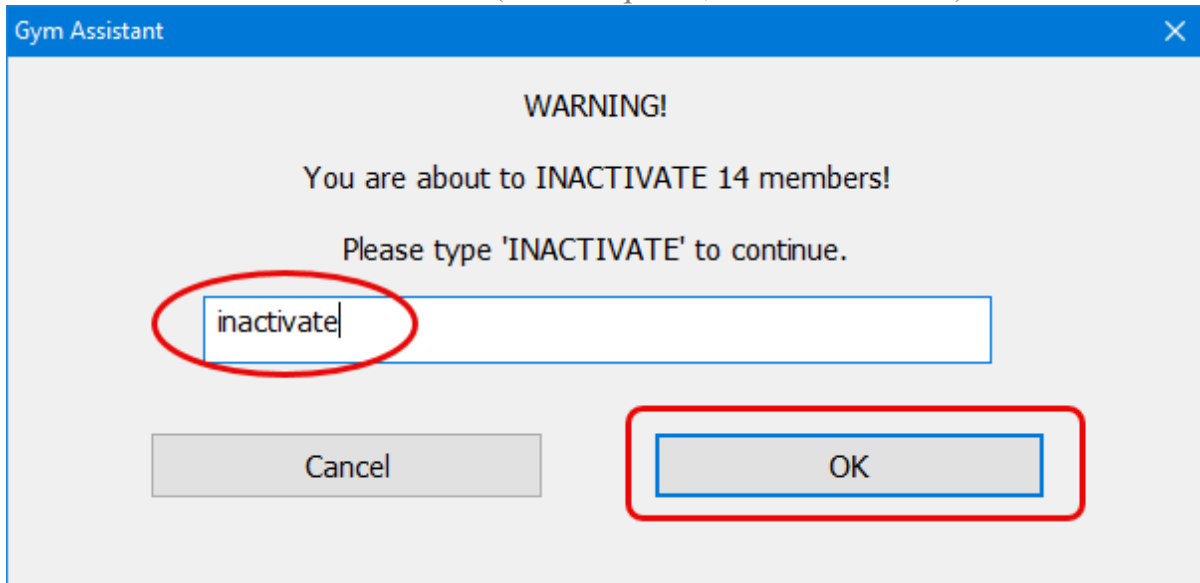 Gym Assistant
WARNING!
You are about to INACTIVATE 14 members!
Please type 'INACTIVATE' to continue.
inactivate
Cancel
OK